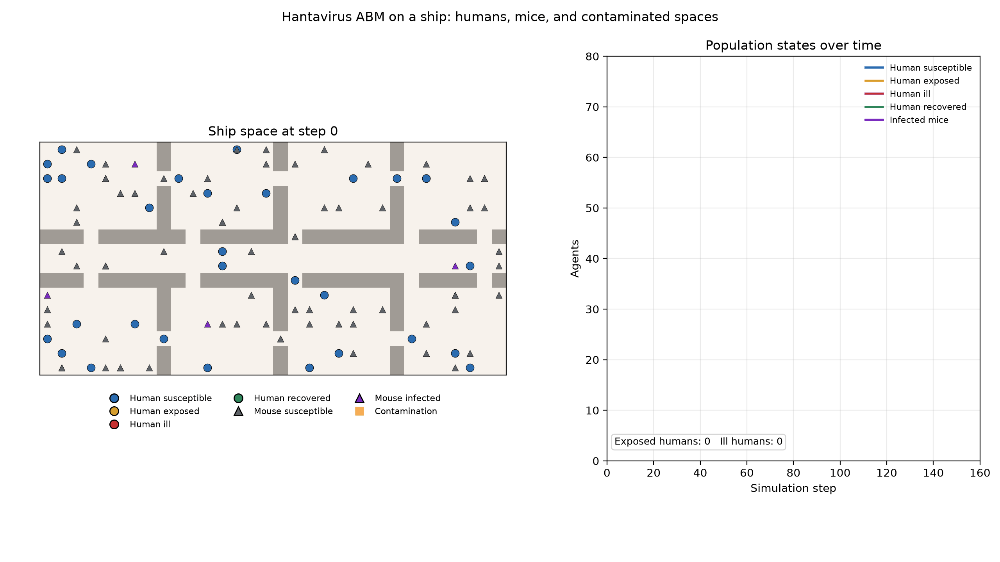 Hantavirus ABM on a ship: humans, mice, and contaminated spaces
Ship space at step 0
Human susceptible
Human exposed
Human ill
Human recovered
Mouse susceptible
Mouse infected
Contamination
Population states over time
80
70
60
50
40
30
20
10
0
Agents
Human susceptible
Human exposed
Human ill
Human recovered
Infected mice
Exposed humans: 0   Ill humans: 0
0 20 40 60 80 100 120 140 160
Simulation step